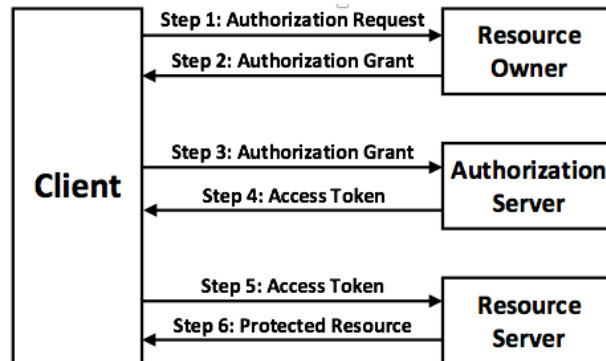 Step 1: Authorization Request
Resource
Owner
Step 2: Authorization Grant
Client
Step 3: Authorization Grant
Authorization
Server
Step 4: Access Token
Step 5: Access Token
Resource
Server
Step 6: Protected Resource